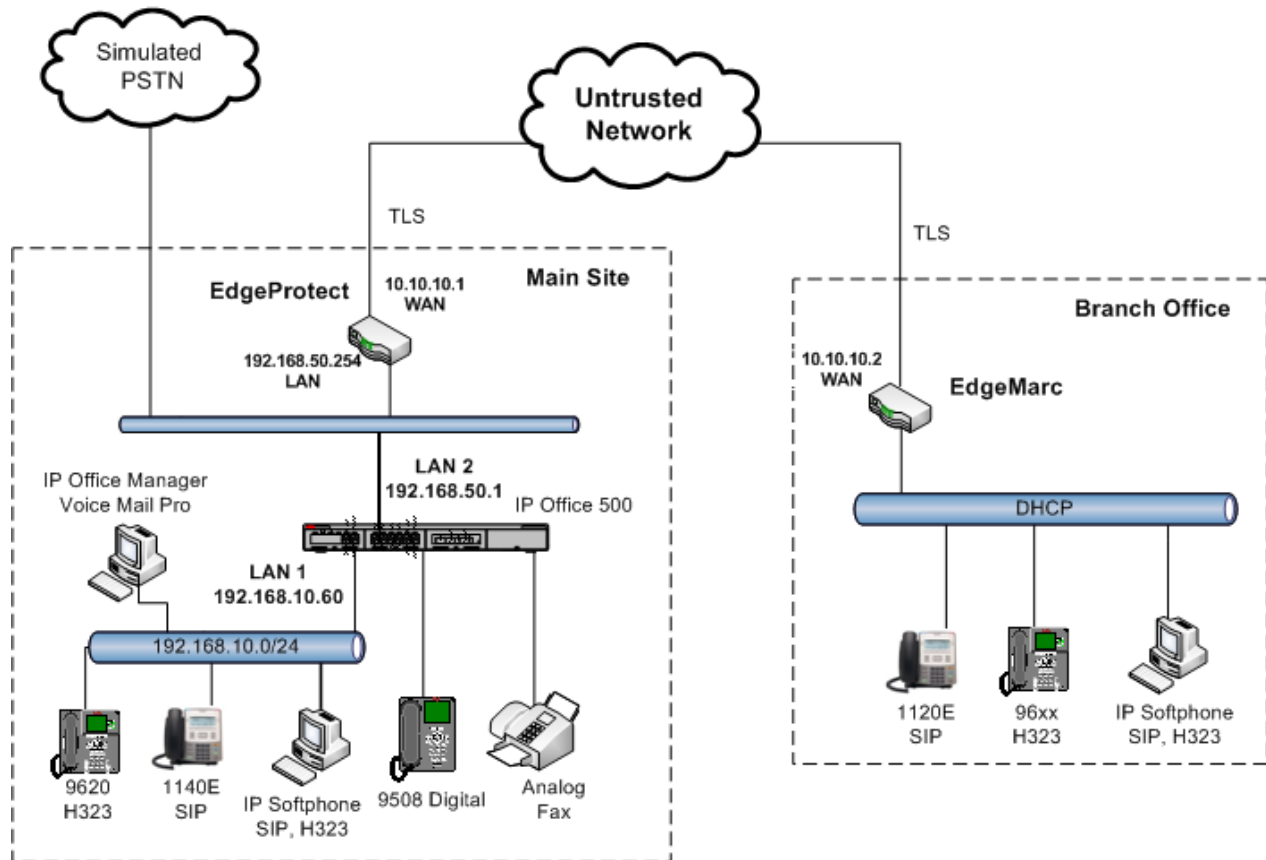 Simulated
PSTN
Untrusted
Network
TLS
TLS
Main Site
EdgeProtect
10.10.10.1
WAN
192.168.50.254
LAN
Branch Office
10.10.10.2
WAN
EdgeMarc
LAN 2
192.168.50.1
IP Office 500
IP Office Manager
Voice Mail Pro
LAN 1
192.168.10.60
192.168.10.0/24
DHCP
9620
H323
1140E
SIP
IP Softphone
SIP, H323
9508 Digital
Analog
Fax
1120E
SIP
96xx
H323
IP Softphone
SIP, H323